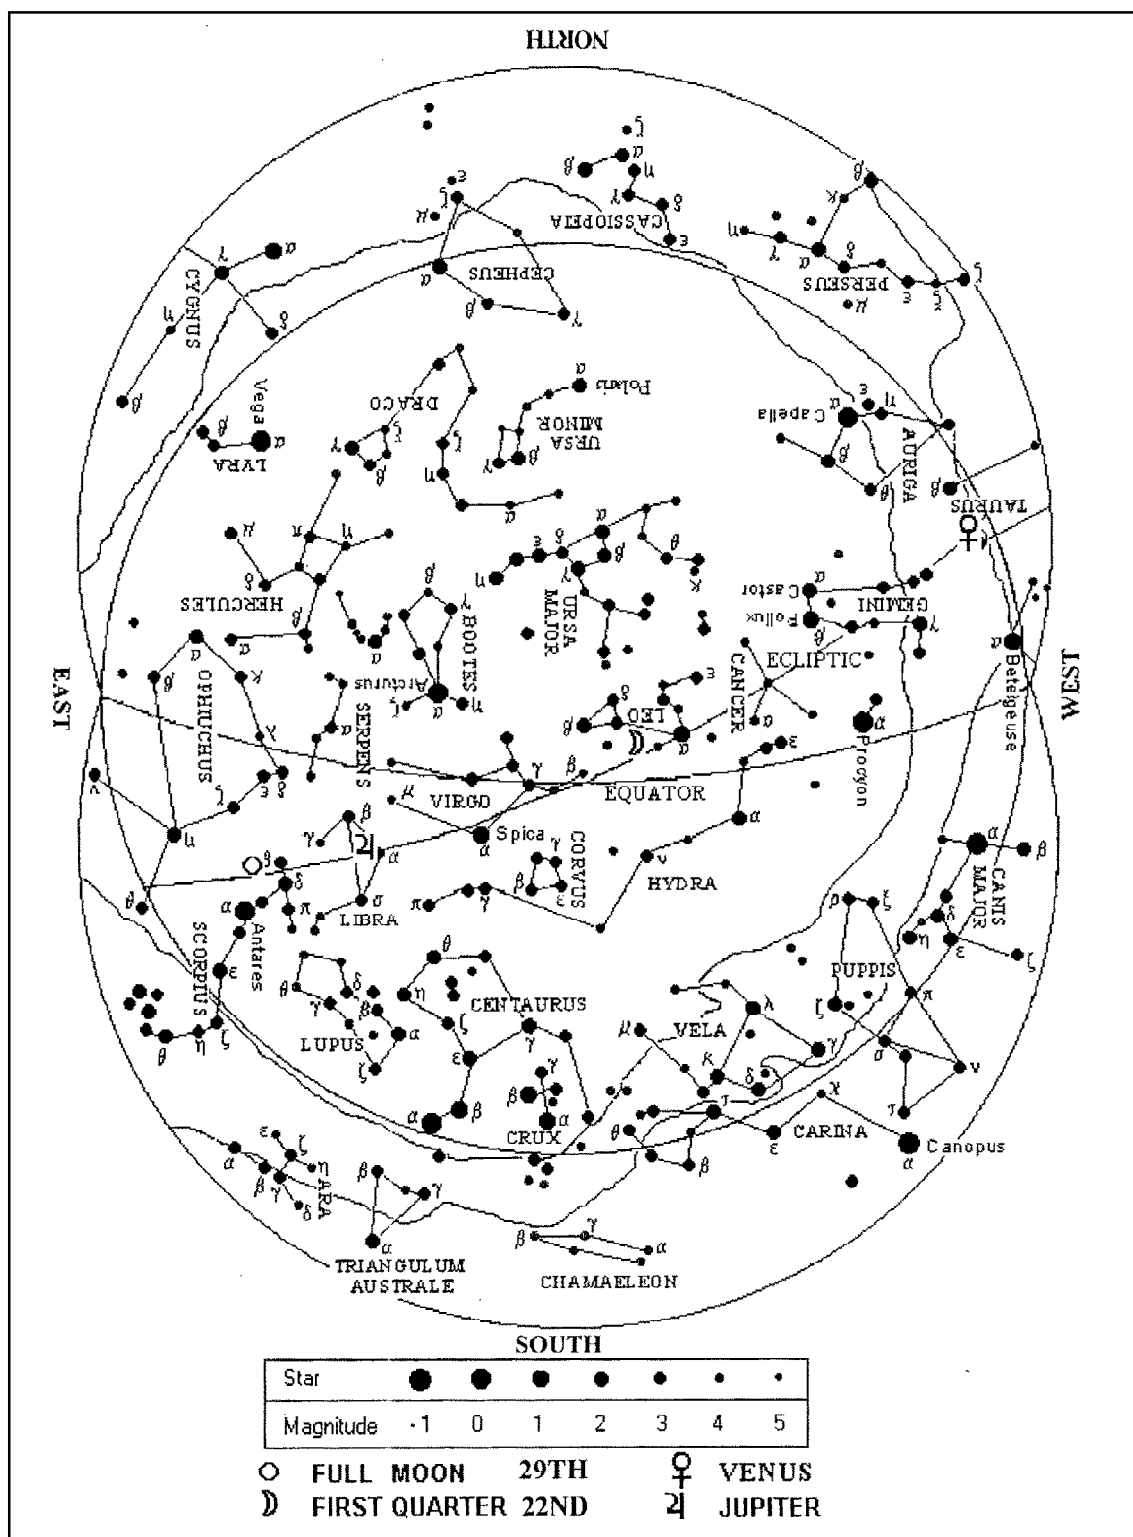 NORTH
ζ
α
β
η
γ
δ
ε
CASSIOPEIA
β
κ
η
γ
α
δ
ε
ξ
ζ
μ
PERSEUS
ε
ζ
μ
α
β
γ
CEPHEUS
α
γ
η
δ
β
CYGNUS
Vega
β
α
LYRA
DRACO
γ
ξ
β
ζ
η
α
α
Polaris
URSA
MINOR
γ
β
Capella
α
ε
η
β
θ
AURIGA
β
TAURUS
♀
μ
π
η
δ
β
α
HERCULES
β
γ
BOOTES
Arcturus
α
ζ
η
α
η
ε
δ
α
β
γ
θ
κ
URSA
MAJOR
Castor
α
Pollux
β
γ
GEMINI
α
Betelgeuse
EAST
WEST
α
β
κ
λ
ε
δ
ζ
η
ν
θ
OPHIUCHUS
SERPENS
α
μ
δ
β
LEO
ε
α
CANCER
α
ECLIPTIC
α
Procyon
VIRGO
γ
β
α
Spica
EQUATOR
ε
α
ν
HYDRA
π
γ
γ
β
ε
CORVUS
β
γ
α
σ
LIBRA
β
δ
π
α
Antares
ε
ζ
η
θ
SCORPIUS
α
β
δ
η
ε
ζ
CANIS
MAJOR
ρ
ξ
PUPPIS
ζ
π
σ
ν
τ
θ
δ
γ
β
α
ζ
LUPUS
θ
η
ζ
ε
γ
α
β
CENTAURUS
γ
β
α
CRUX
μ
VELA
λ
κ
δ
γ
θ
β
ε
χ
CARINA
α
Canopus
ε
ζ
α
η
β
γ
δ
ARA
β
γ
α
TRIANGULUM
AUSTRALE
β
γ
α
CHAMAELEON
SOUTH
Star
Magnitude -1 0 1 2 3 4 5
FULL MOON 29TH ♀ VENUS
FIRST QUARTER 22ND ♃ JUPITER